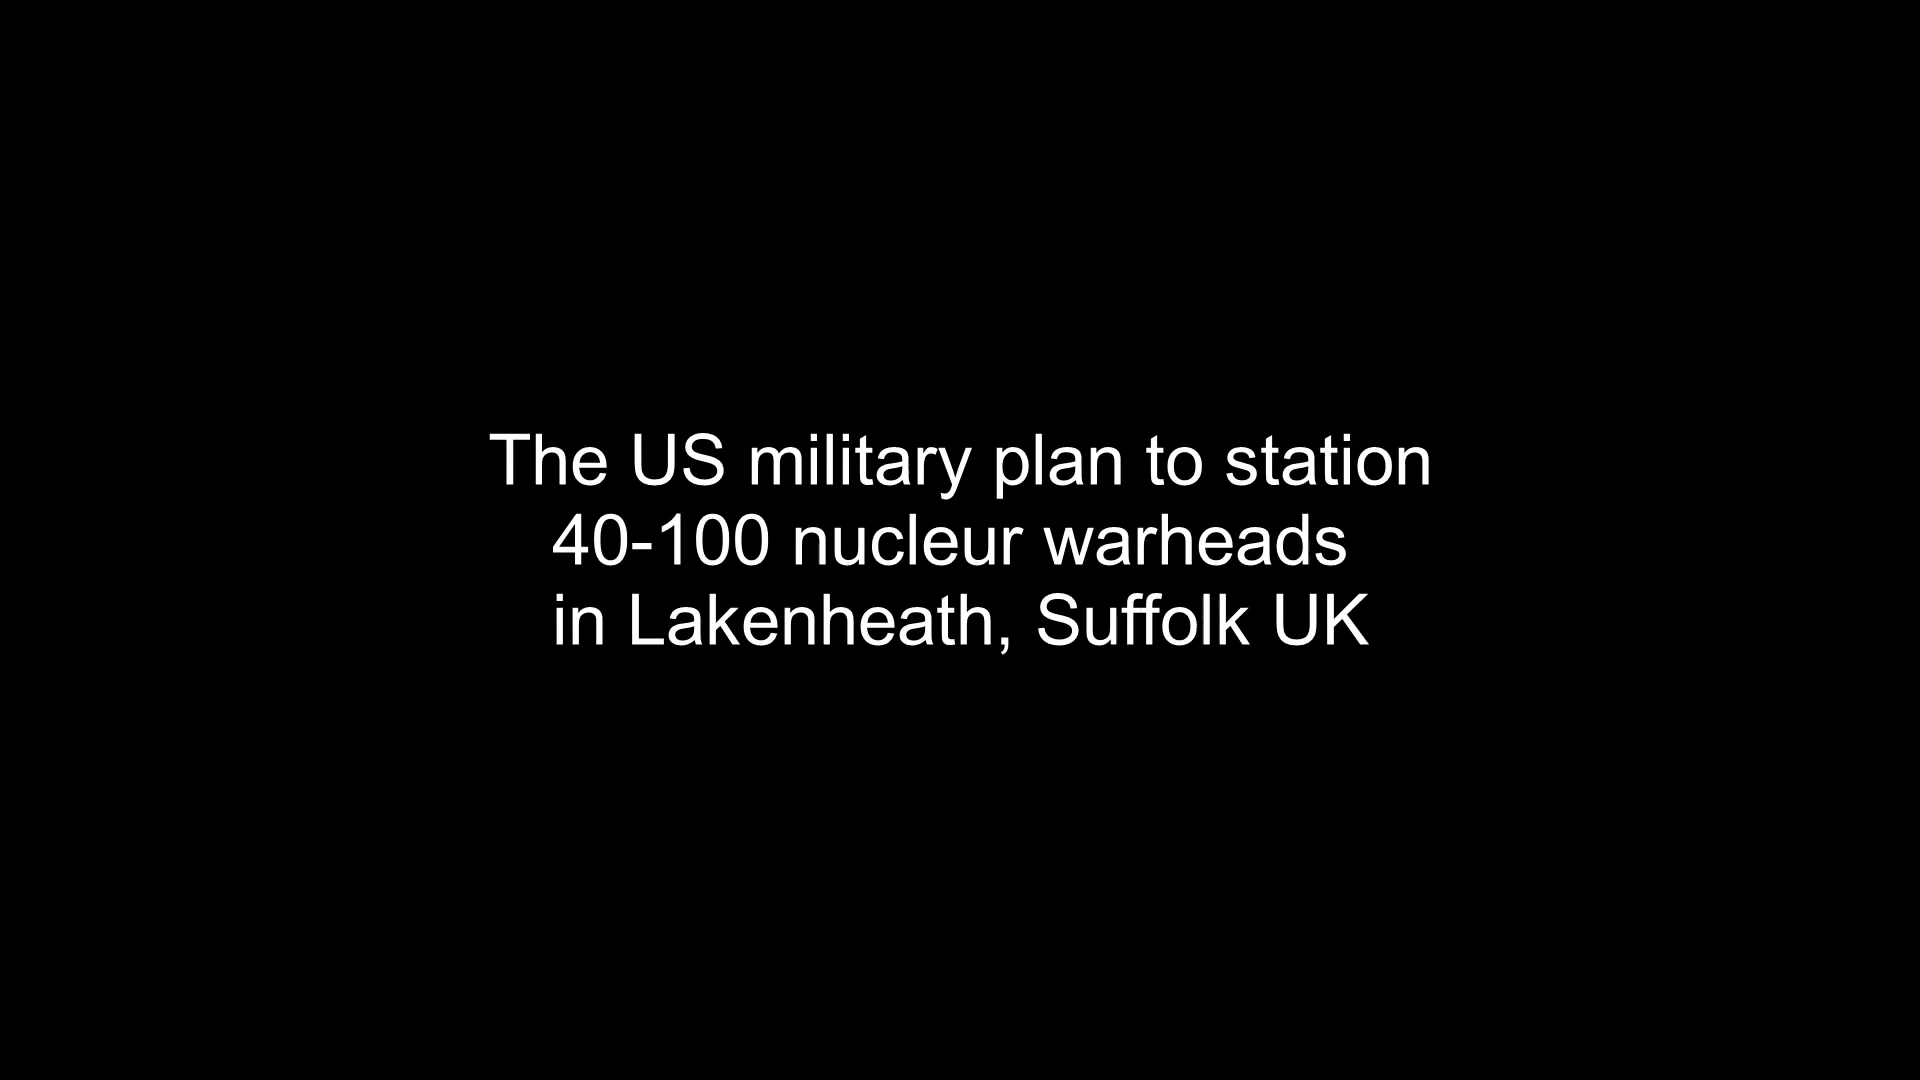 The US military plan to station
40-100 nucleur warheads
in Lakenheath, Suffolk UK